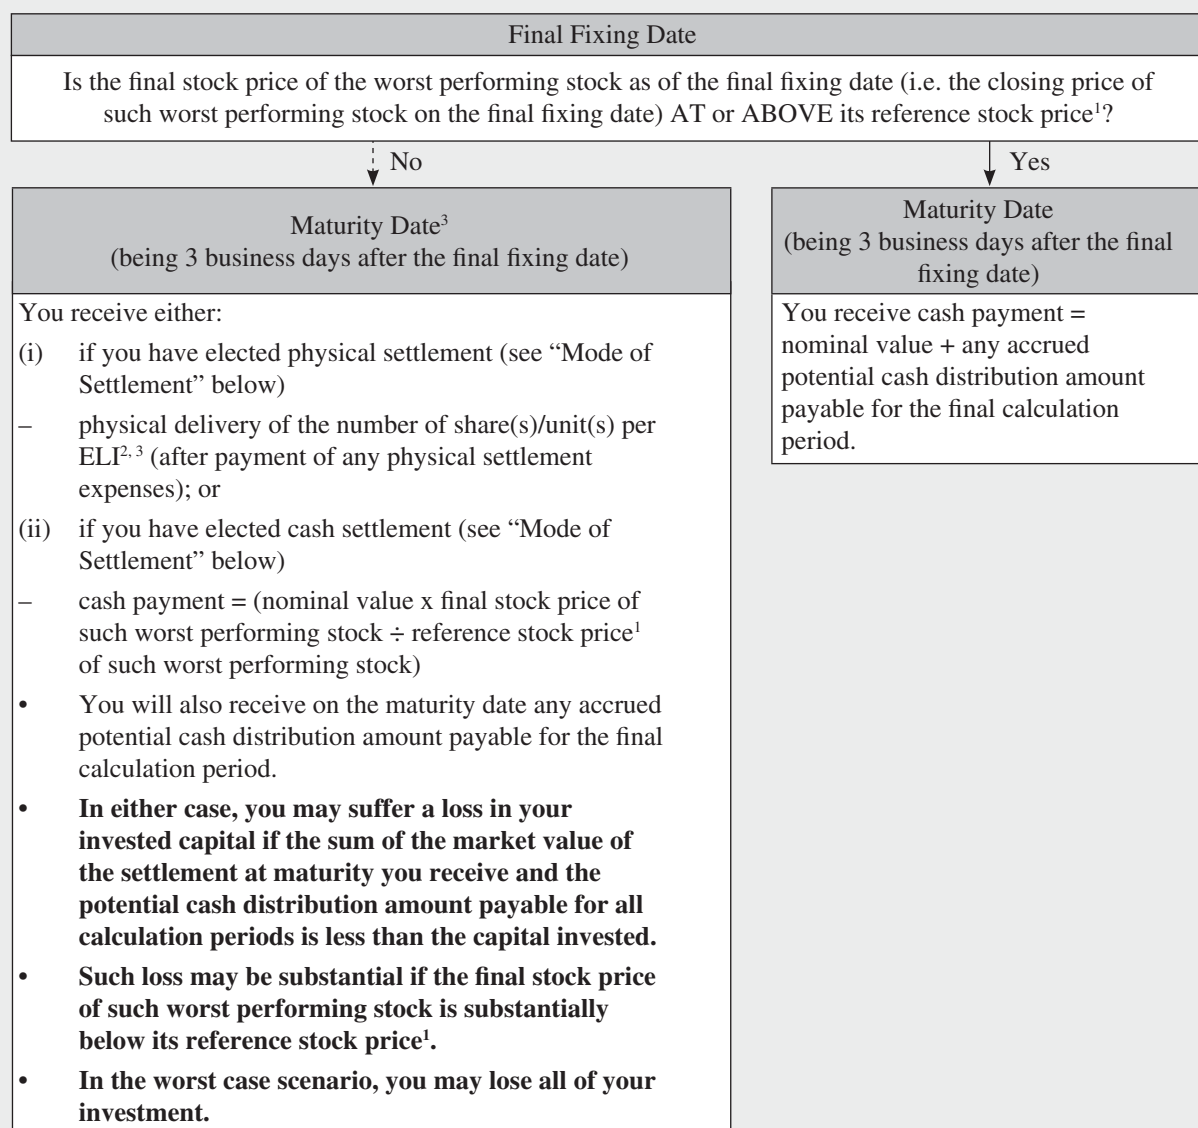 Final Fixing Date
Is the final stock price of the worst performing stock as of the final fixing date (i.e. the closing price of
such worst performing stock on the final fixing date) AT or ABOVE its reference stock price¹?
No
Yes
Maturity Date³
(being 3 business days after the final fixing date)
You receive either:
(i) if you have elected physical settlement (see “Mode of
Settlement” below)
– physical delivery of the number of share(s)/unit(s) per
ELI²,³ (after payment of any physical settlement
expenses); or
(ii) if you have elected cash settlement (see “Mode of
Settlement” below)
– cash payment = (nominal value x final stock price of
such worst performing stock ÷ reference stock price¹
of such worst performing stock)
• You will also receive on the maturity date any accrued
potential cash distribution amount payable for the final
calculation period.
• In either case, you may suffer a loss in your
invested capital if the sum of the market value of
the settlement at maturity you receive and the
potential cash distribution amount payable for all
calculation periods is less than the capital invested.
• Such loss may be substantial if the final stock price
of such worst performing stock is substantially
below its reference stock price¹.
• In the worst case scenario, you may lose all of your
investment.
Maturity Date
(being 3 business days after the final
fixing date)
You receive cash payment =
nominal value + any accrued
potential cash distribution amount
payable for the final calculation
period.